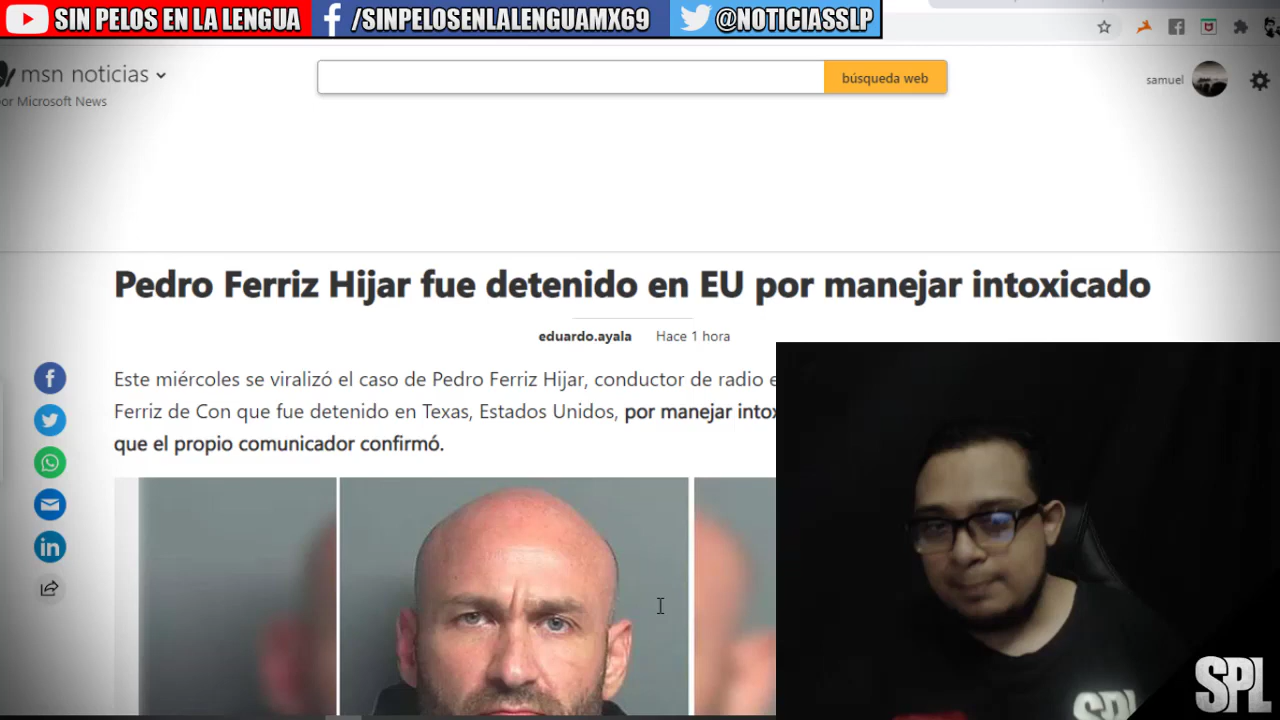 SIN PELOS EN LA LENGUA
/SINPELOSENLALENGUAMX69
@NOTICIASSLP
msn noticias
por Microsoft News
búsqueda web
samuel
Pedro Ferriz Hijar fue detenido en EU por manejar intoxicado
eduardo.ayala Hace 1 hora
Este miércoles se viralizó el caso de Pedro Ferriz Hijar, conductor de radio e
Ferriz de Con que fue detenido en Texas, Estados Unidos, por manejar intox
que el propio comunicador confirmó.
SPL
SPL